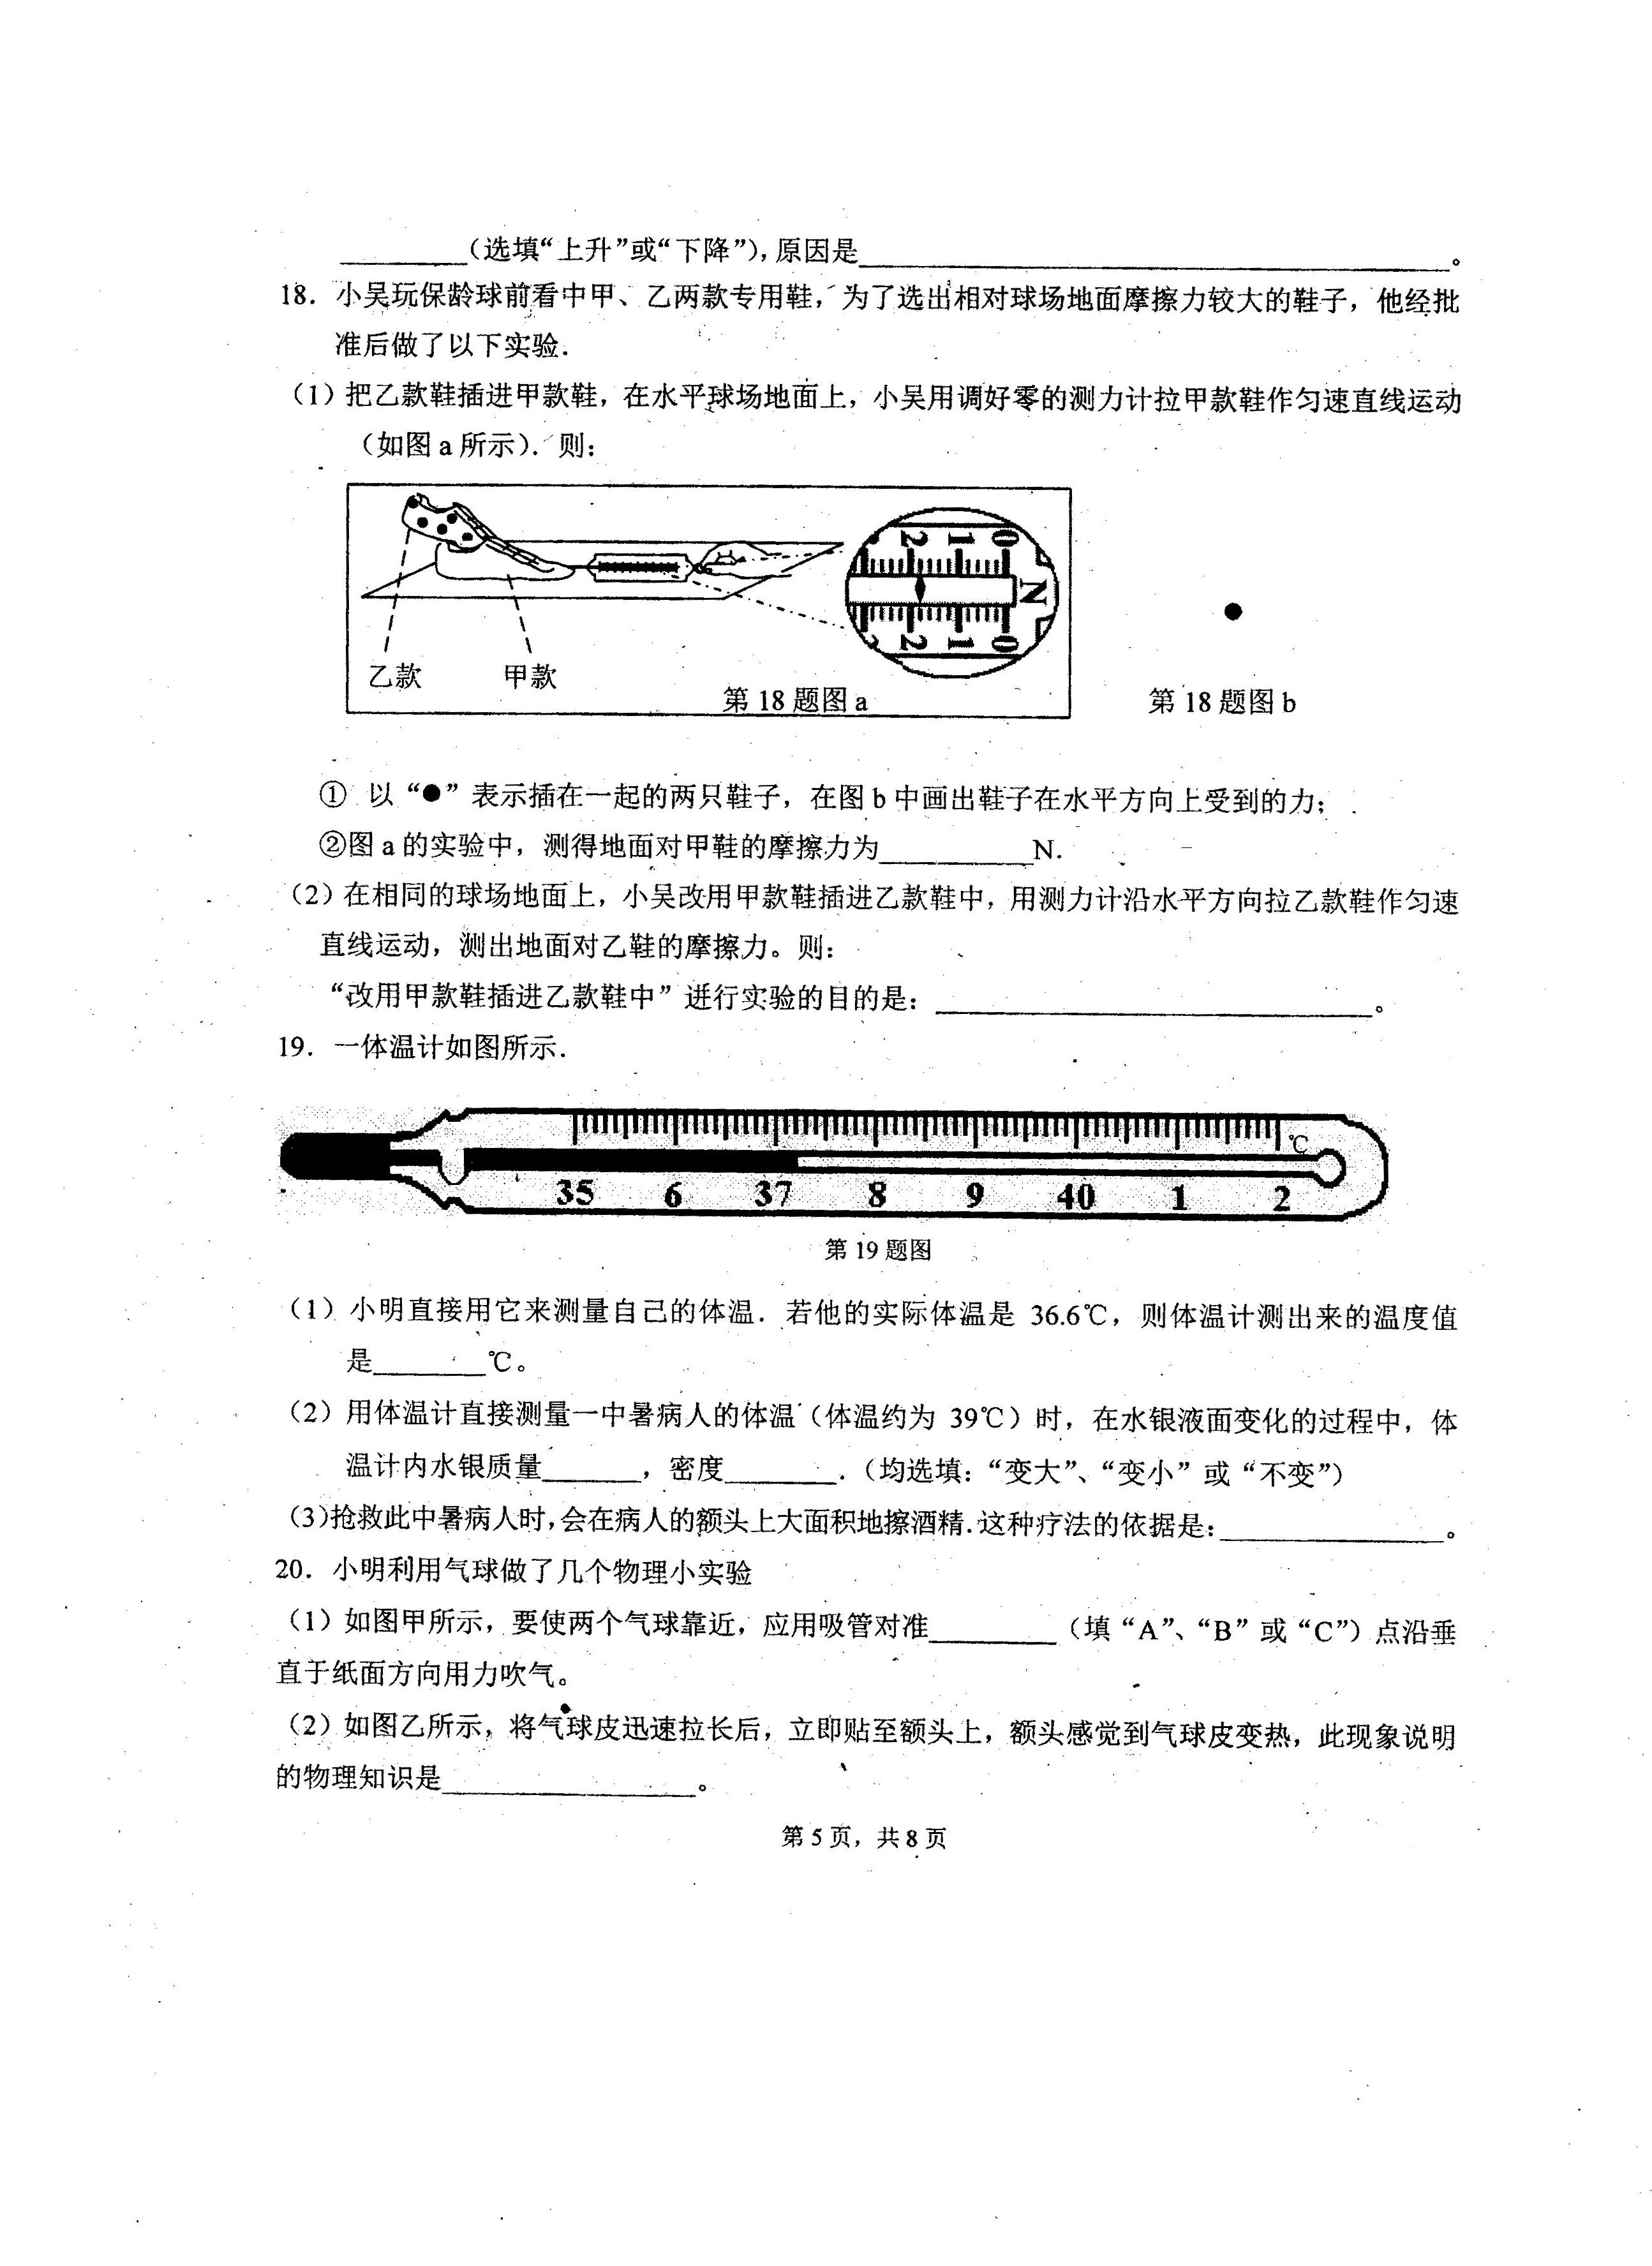 ________(选填“上升”或“下降”),原因是________________________。
18. 小吴玩保龄球前看中甲、乙两款专用鞋,为了选出相对球场地面摩擦力较大的鞋子,他经批
准后做了以下实验.
(1)把乙款鞋插进甲款鞋,在水平球场地面上,小吴用调好零的测力计拉甲款鞋作匀速直线运动
(如图 a 所示). 则:
2 1 0
N
2 1 0
乙款 甲款
第 18 题图 a
第 18 题图 b
① 以“●”表示插在一起的两只鞋子,在图 b 中画出鞋子在水平方向上受到的力;
②图 a 的实验中,测得地面对甲鞋的摩擦力为__________N.
(2)在相同的球场地面上,小吴改用甲款鞋插进乙款鞋中,用测力计沿水平方向拉乙款鞋作匀速
直线运动,测出地面对乙鞋的摩擦力。则:
“改用甲款鞋插进乙款鞋中”进行实验的目的是:____________________。
19. 一体温计如图所示.
℃
35 6 37 8 9 40 1 2
第 19 题图
(1)小明直接用它来测量自己的体温. 若他的实际体温是 36.6℃,则体温计测出来的温度值
是________℃。
(2)用体温计直接测量一中暑病人的体温(体温约为 39℃)时,在水银液面变化的过程中,体
温计内水银质量_______,密度_______.(均选填:“变大”、“变小”或“不变”)
(3)抢救此中暑病人时,会在病人的额头上大面积地擦酒精.这种疗法的依据是:______________。
20. 小明利用气球做了几个物理小实验
(1)如图甲所示,要使两个气球靠近,应用吸管对准________(填“A”、“B”或“C”)点沿垂
直于纸面方向用力吹气。
(2)如图乙所示,将气球皮迅速拉长后,立即贴至额头上,额头感觉到气球皮变热,此现象说明
的物理知识是________________。
第 5 页,共 8 页